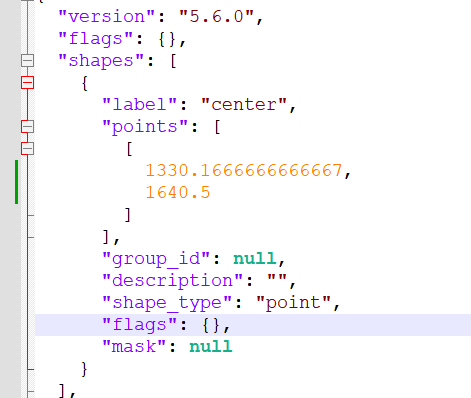 "version": "5.6.0",
"flags": {},
"shapes": [
{
"label": "center",
"points": [
[
1330.1666666666667,
1640.5
]
],
"group_id": null,
"description": "",
"shape_type": "point",
"flags": {},
"mask": null
}
],